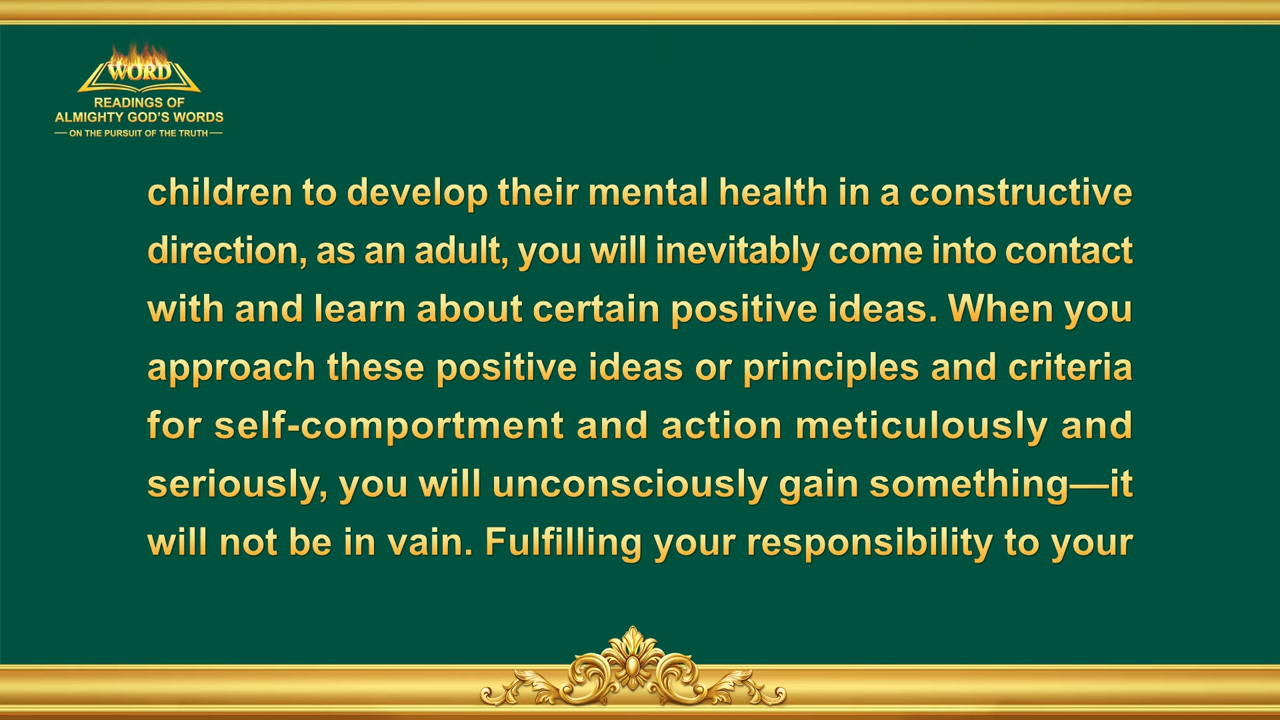 WORD
READINGS OF
ALMIGHTY GOD'S WORDS
— ON THE PURSUIT OF THE TRUTH —
children to develop their mental health in a constructive
direction, as an adult, you will inevitably come into contact
with and learn about certain positive ideas. When you
approach these positive ideas or principles and criteria
for self-comportment and action meticulously and
seriously, you will unconsciously gain something—it
will not be in vain. Fulfilling your responsibility to your